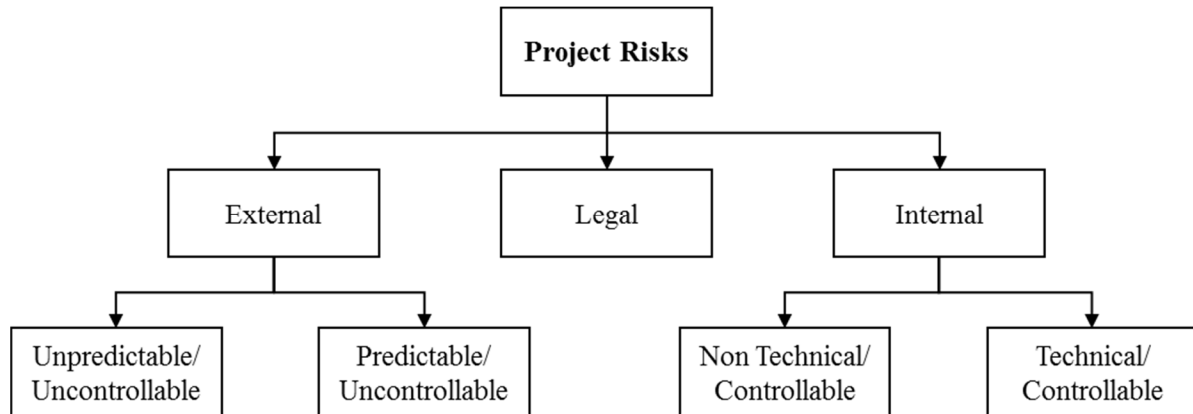 Project Risks
External
Legal
Internal
Unpredictable/
Uncontrollable
Predictable/
Uncontrollable
Non Technical/
Controllable
Technical/
Controllable